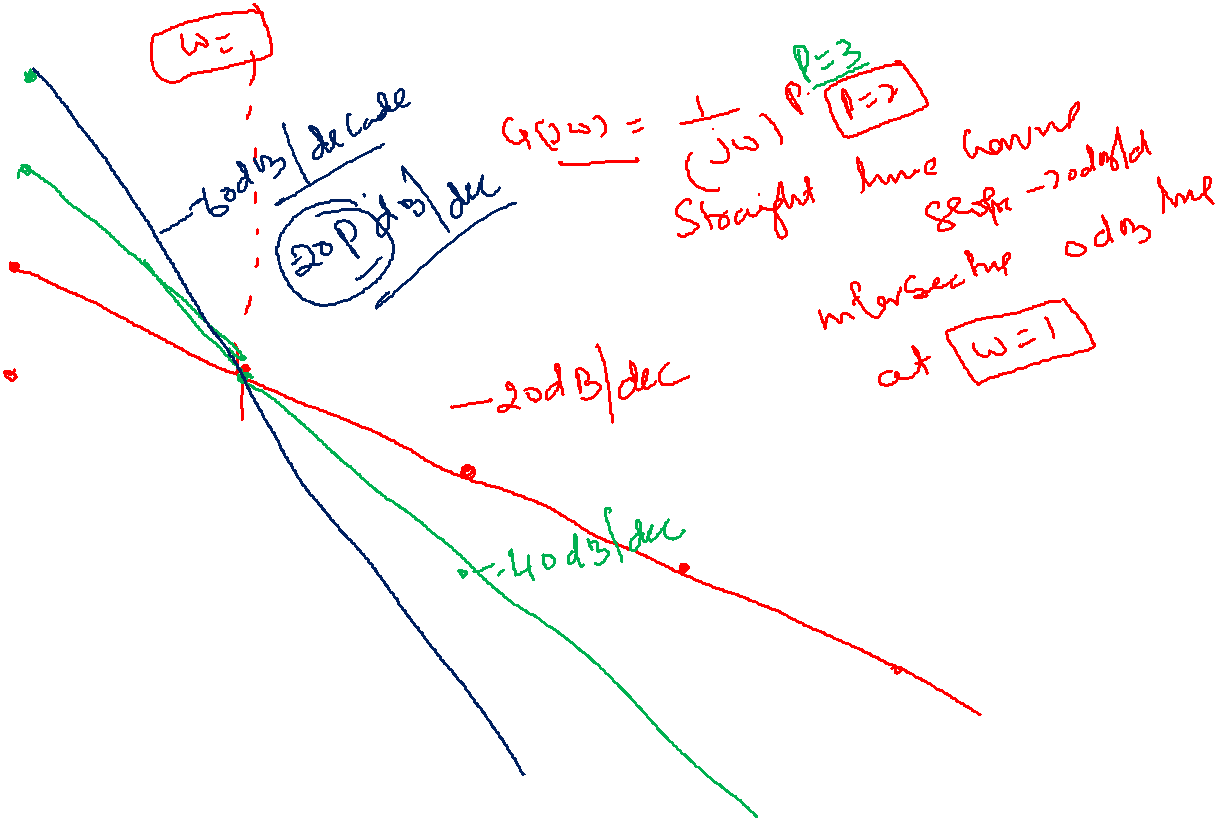 w=
-60dB/decade
-20P dB/dec
G(jω) = 1/(jω)^P P=2
P=3
Straight line having
slope -20dB/d
intersecting 0dB line
at w=1
-20dB/dec
-40dB/dec